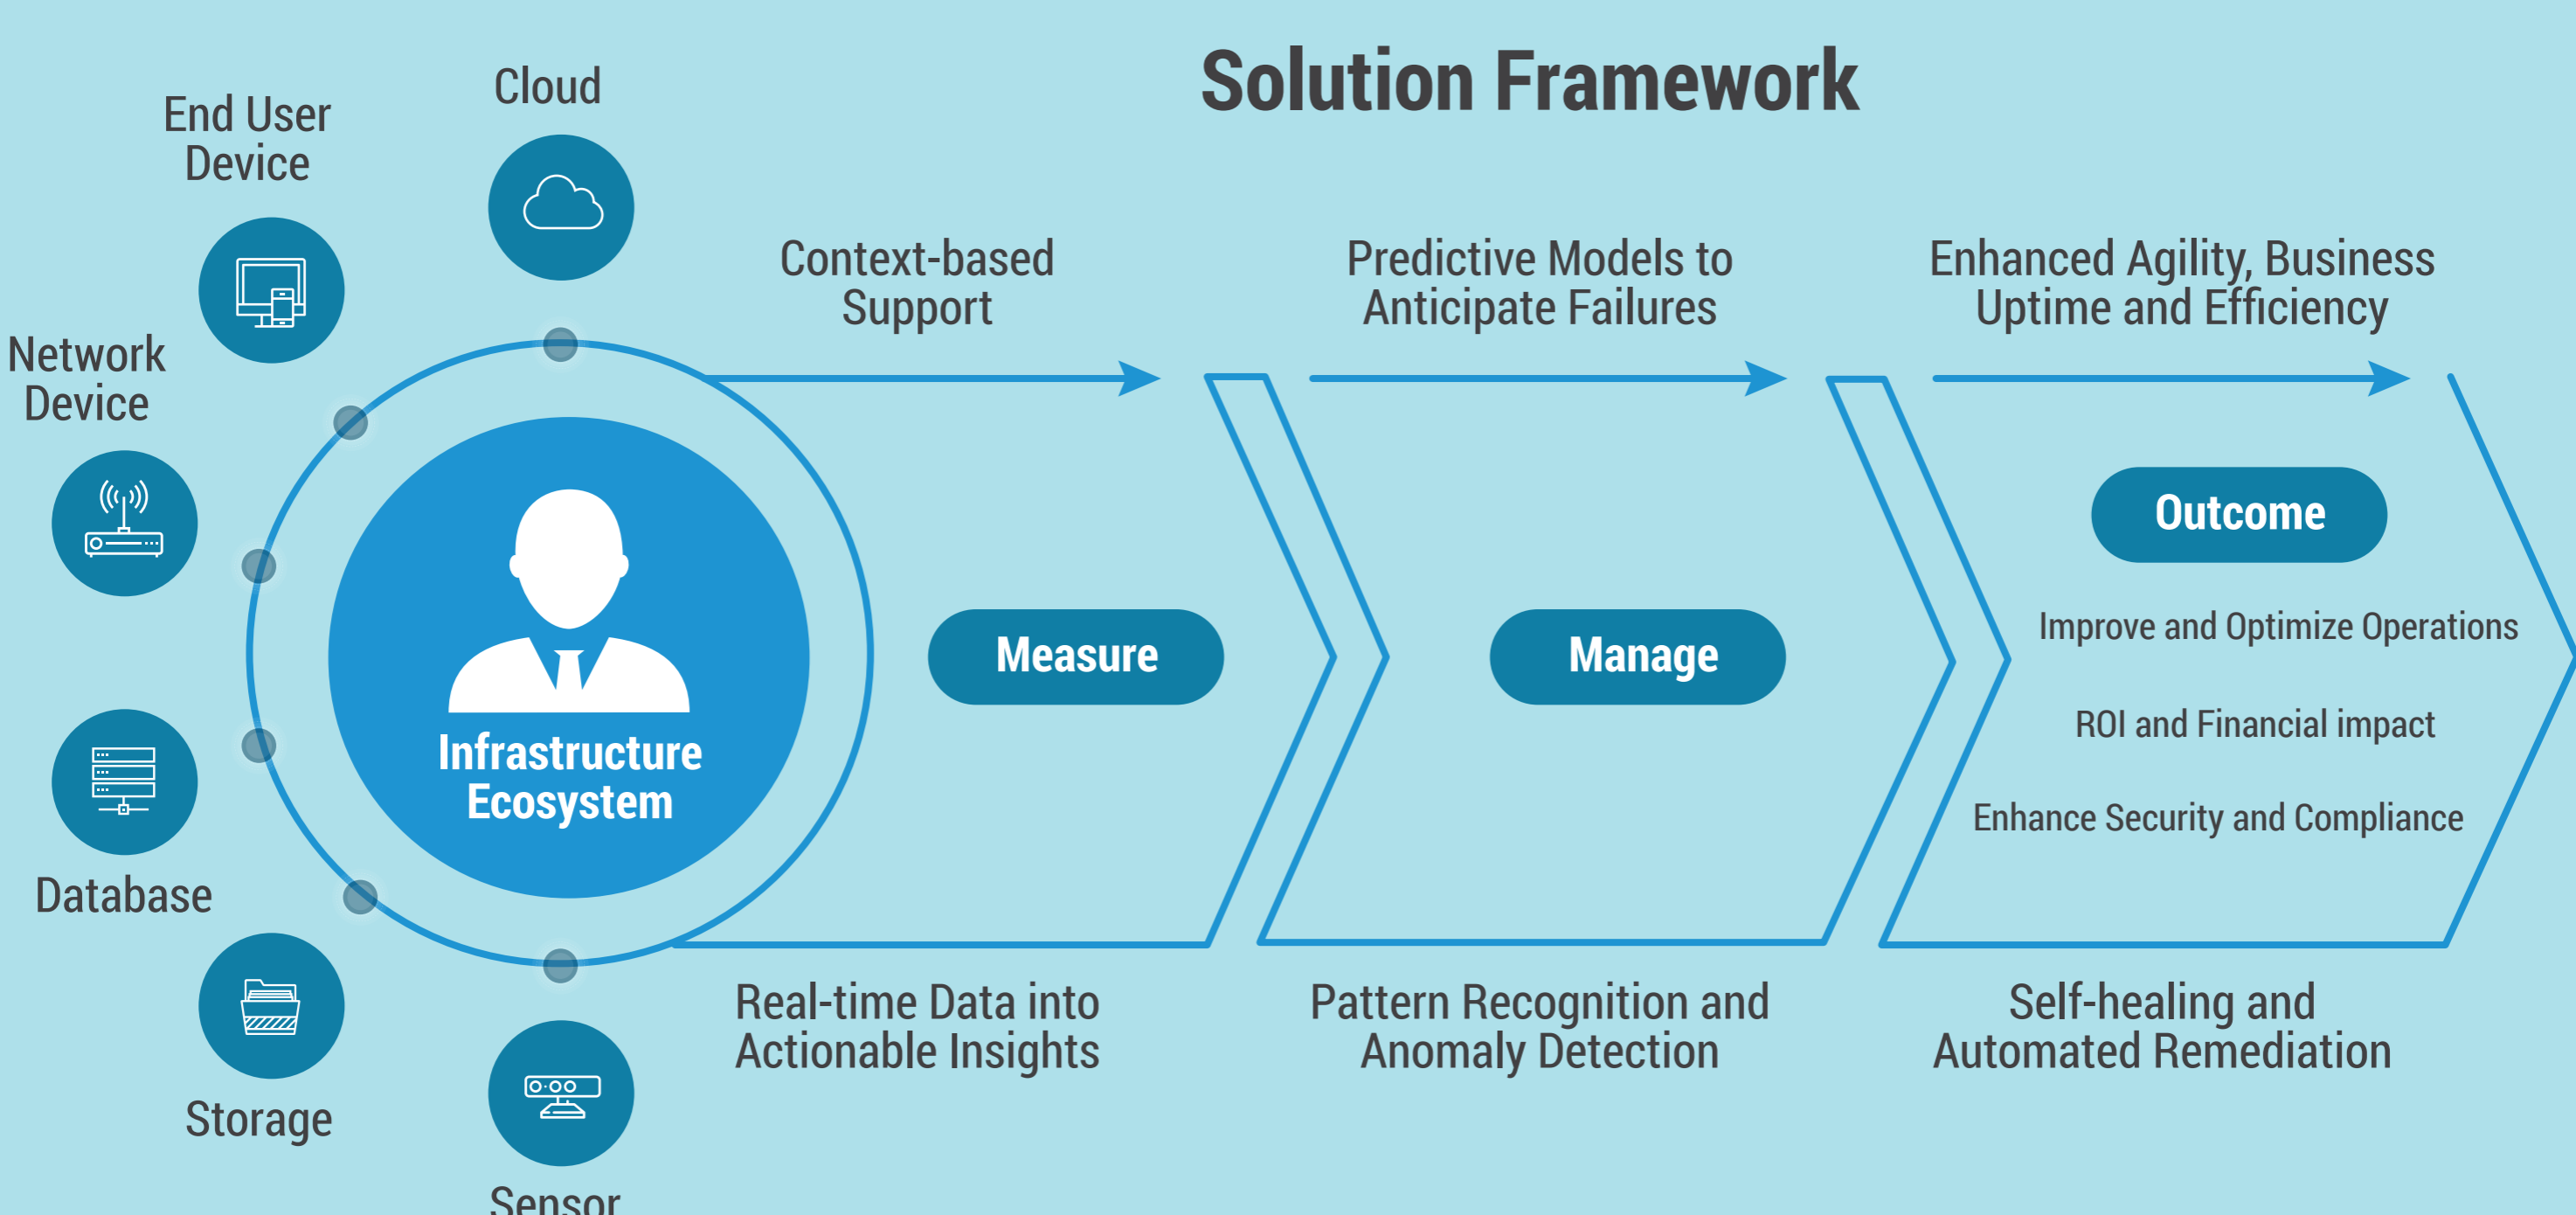 Solution Framework
Cloud
End User
Device
Network
Device
Database
Storage
Sensor
Infrastructure
Ecosystem
Context-based
Support
Measure
Real-time Data into
Actionable Insights
Predictive Models to
Anticipate Failures
Manage
Pattern Recognition and
Anomaly Detection
Enhanced Agility, Business
Uptime and Efficiency
Outcome
Improve and Optimize Operations
ROI and Financial impact
Enhance Security and Compliance
Self-healing and
Automated Remediation